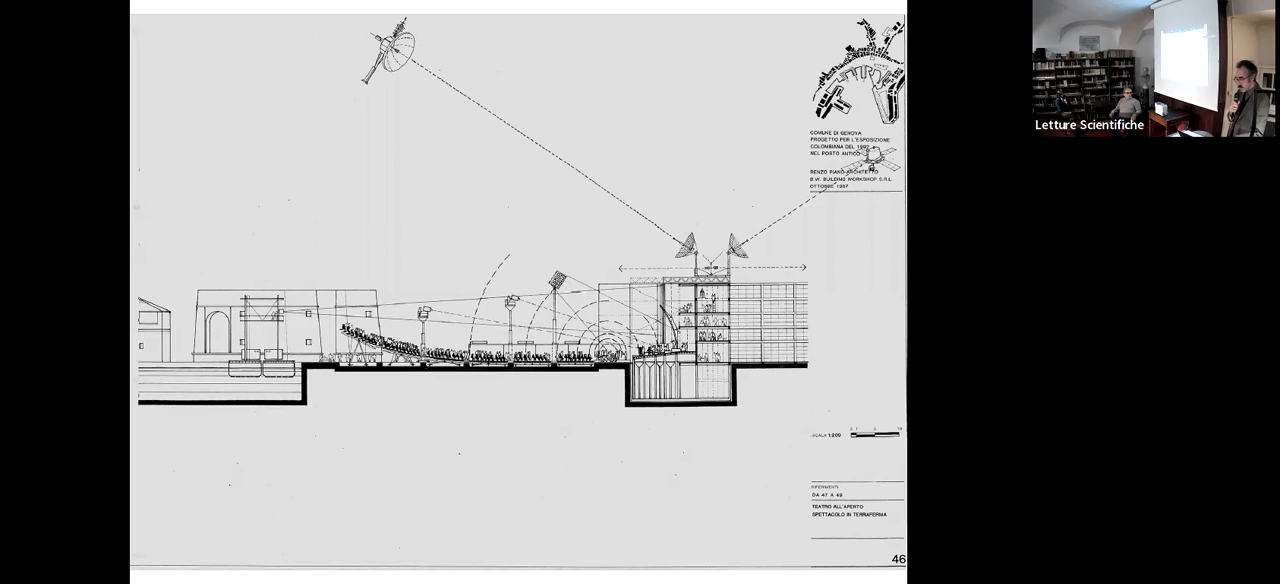 Letture Scientifiche
COMUNE DI GENOVA
PROGETTO PER L'ESPOSIZIONE
COLOMBIANA DEL 1992
NEL PORTO ANTICO
RENZO PIANO ARCHITETTO
B.W. BUILDING WORKSHOP S.R.L.
OTTOBRE 1987
SCALA 1:200
RIFERIMENTI
DA 47 A 49
TEATRO ALL'APERTO
SPETTACOLO IN TERRAFERMA
46